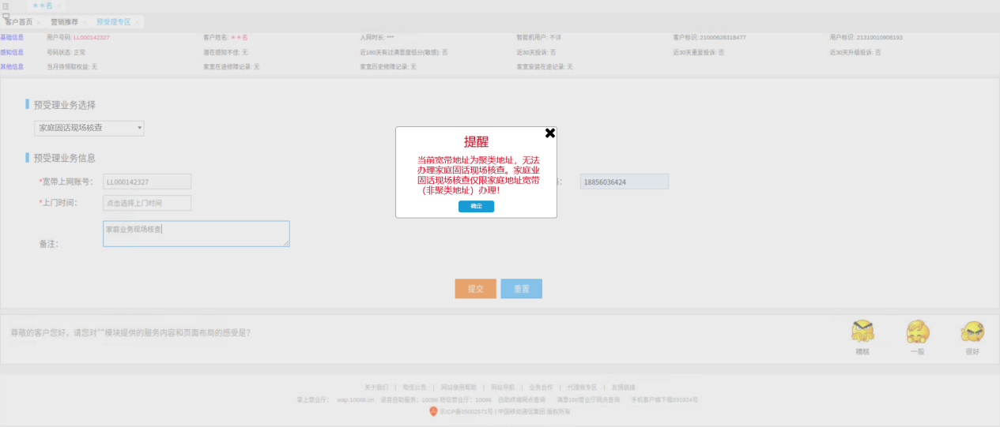 ＊＊名 ×
客户首页 × 营销推荐 × 预受理专区 ×
基础信息 用户号码: LL000142327 客户姓名: ＊＊名 入网时长: *** 智能机用户: 不详 客户标识: 21000628318477 用户标识: 21310010908193
感知信息 号码状态: 正常 潜在感知不佳: 无 近180天有过满意度低分(敏感): 否 近30天投诉: 否 近30天重复投诉: 否 近30天升级投诉: 否
其他信息 当月待领取权益: 无 家宽在途修障记录: 无 家宽历史修障记录: 无 家宽安装在途记录: 无
预受理业务选择
家庭固话现场核查
提醒
当前宽带地址为聚类地址，无法
办理家庭固话现场核查。家庭业
固话现场核查仅限家庭地址宽带
（非聚类地址）办理！
确定
预受理业务信息
*宽带上网账号： LL000142327 18856036424
*上门时间： 点击选择上门时间
备注： 家庭业务现场核查
提交 重置
尊敬的客户您好，请您对""模块提供的服务内容和页面布局的感受是？
糟糕 一般 很好
关于我们 | 电信公告 | 网站使用帮助 | 网站导航 | 业务合作 | 代理商专区 | 友情链接
掌上营业厅： wap.10086.cn 语音自助服务：10086 短信营业厅：10086 自助终端网点查询 满意100营业厅网点查询 手机客户端下载031924号
京ICP备05002571号 | 中国移动通信集团 版权所有